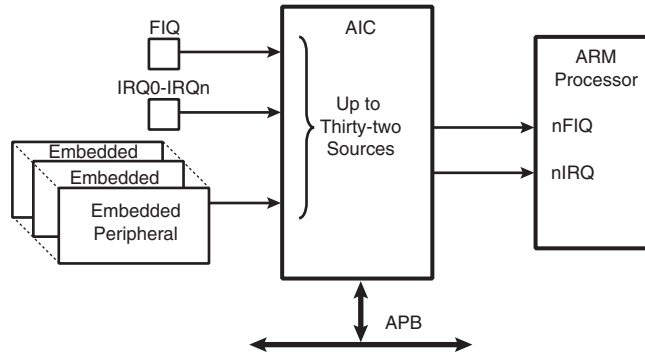 FIQ
IRQ0-IRQn
Embedded
Embedded
Embedded
Peripheral
AIC
Up to
Thirty-two
Sources
ARM
Processor
nFIQ
nIRQ
APB